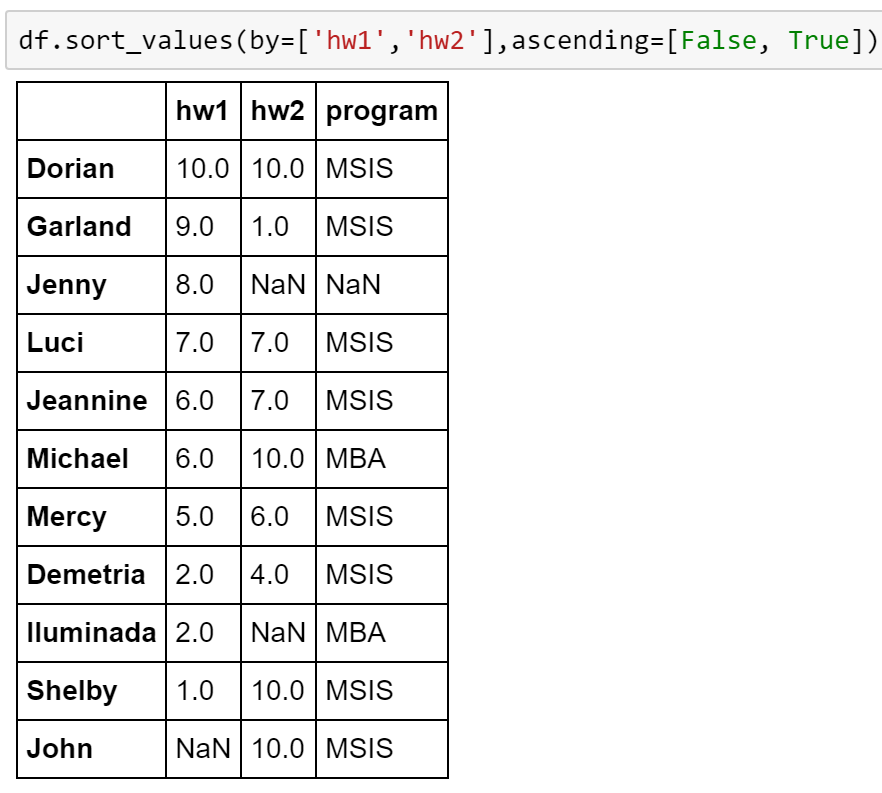 df.sort_values(by=['hw1','hw2'],ascending=[False, True])
hw1 hw2 program
Dorian 10.0 10.0 MSIS
Garland 9.0 1.0 MSIS
Jenny 8.0 NaN NaN
Luci 7.0 7.0 MSIS
Jeannine 6.0 7.0 MSIS
Michael 6.0 10.0 MBA
Mercy 5.0 6.0 MSIS
Demetria 2.0 4.0 MSIS
Iluminada 2.0 NaN MBA
Shelby 1.0 10.0 MSIS
John NaN 10.0 MSIS